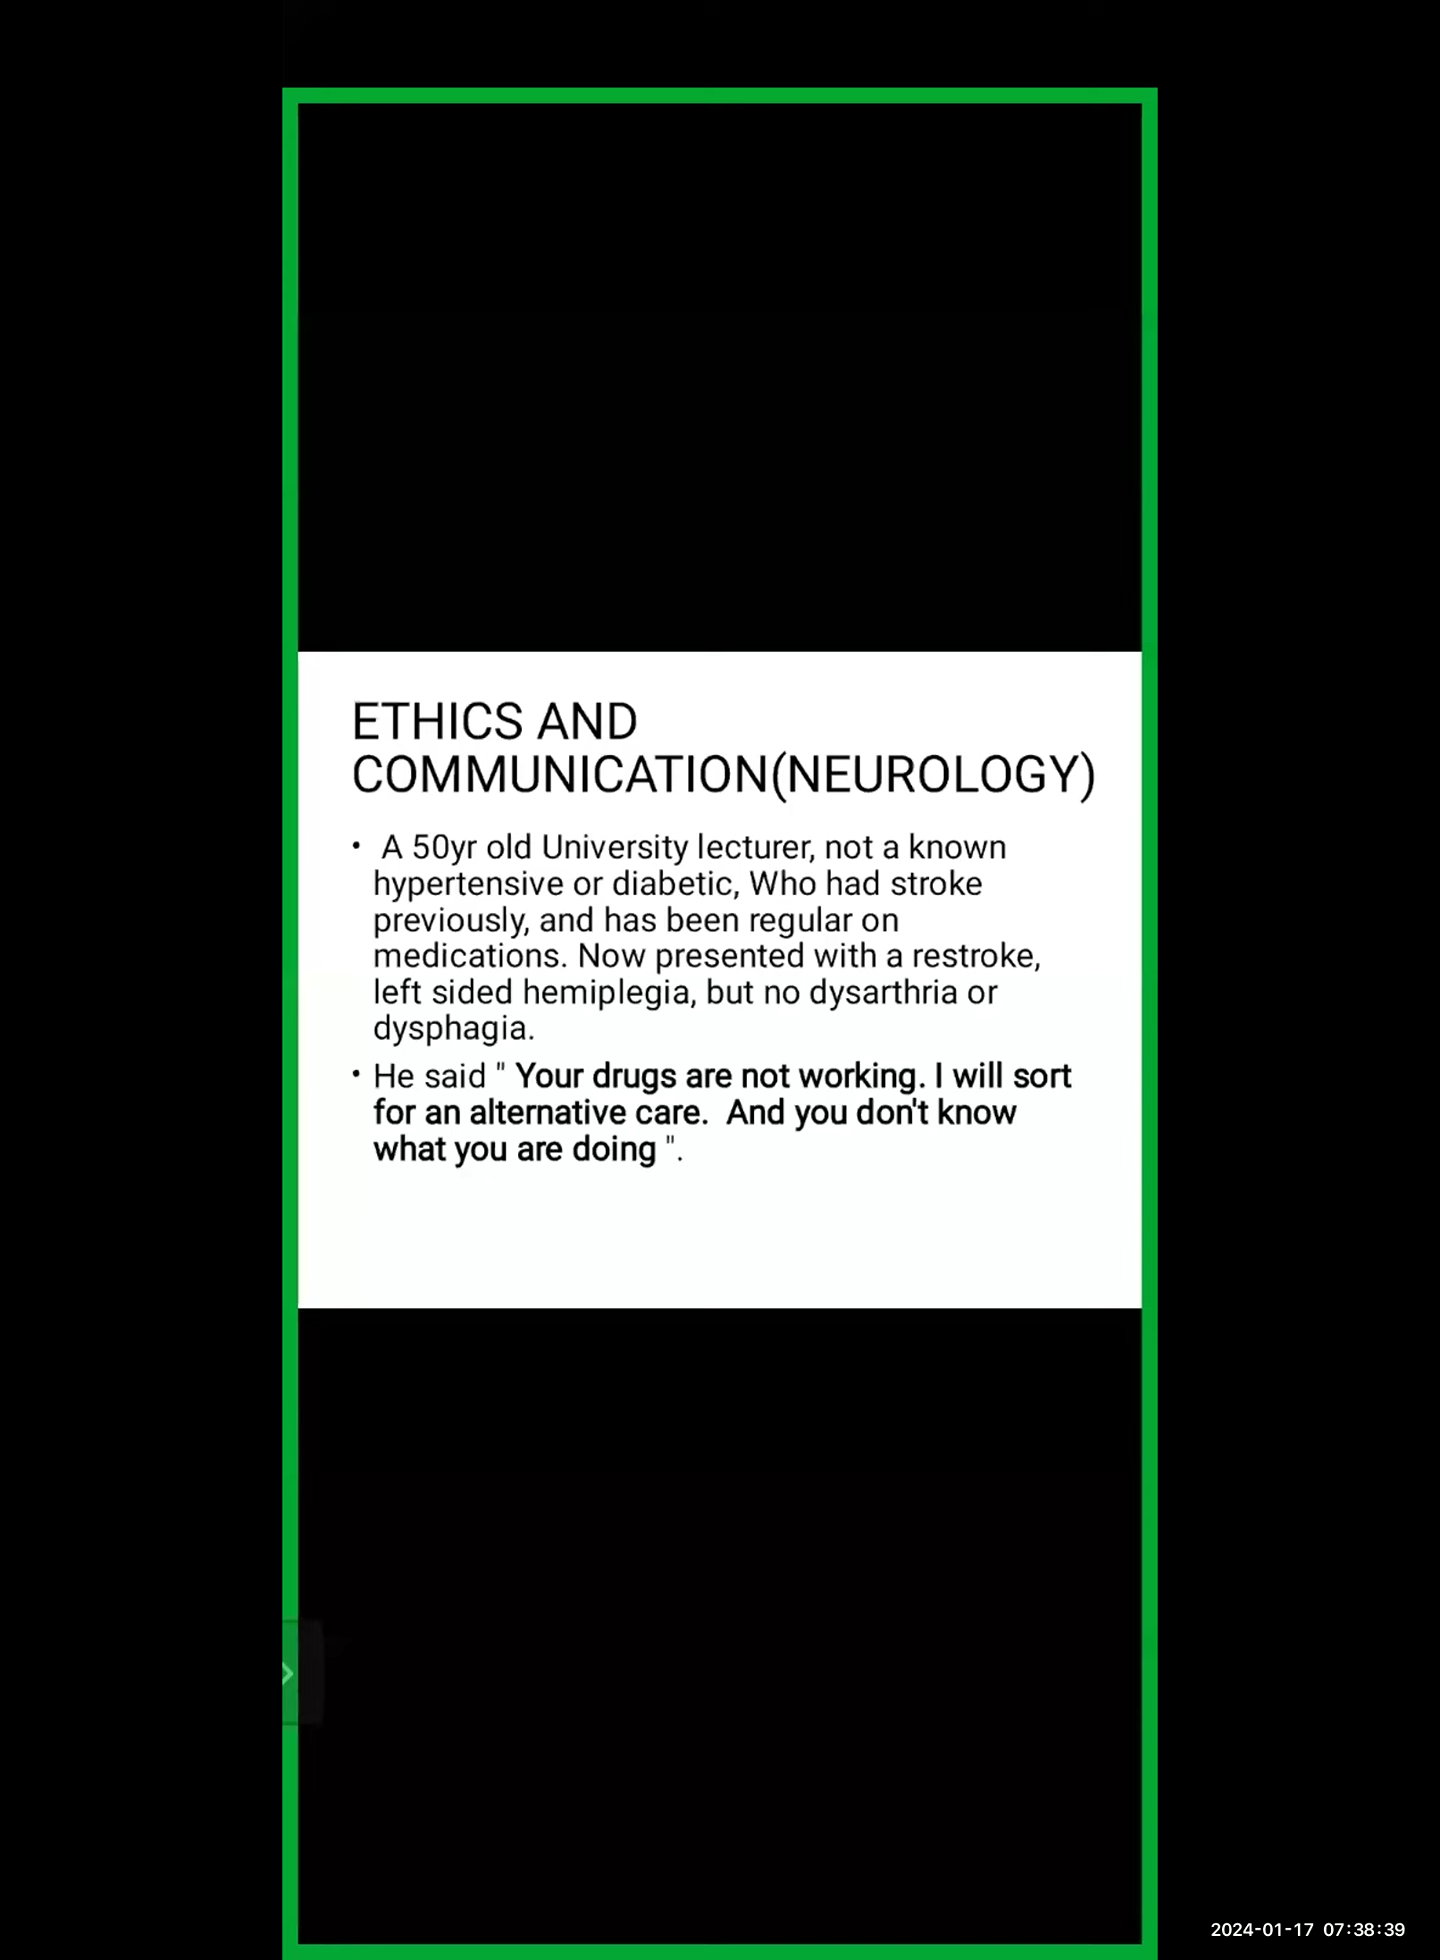 ETHICS AND
COMMUNICATION(NEUROLOGY)
• A 50yr old University lecturer, not a known
hypertensive or diabetic, Who had stroke
previously, and has been regular on
medications. Now presented with a restroke,
left sided hemiplegia, but no dysarthria or
dysphagia.
• He said " Your drugs are not working. I will sort
for an alternative care.  And you don't know
what you are doing ".
2024-01-17 07:38:39